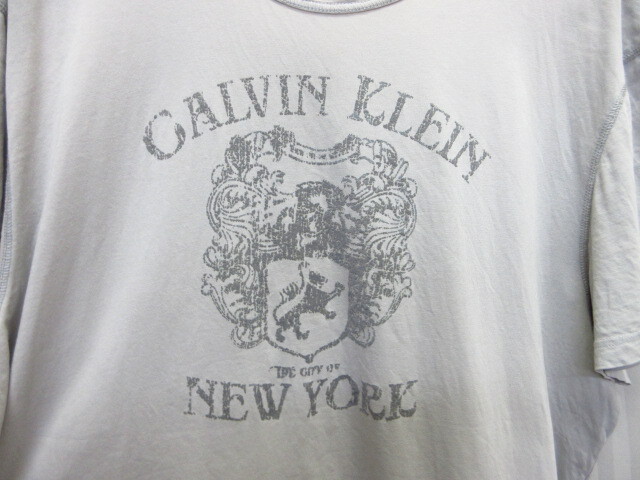 CALVIN KLEIN
THE CITY OF
NEW YORK